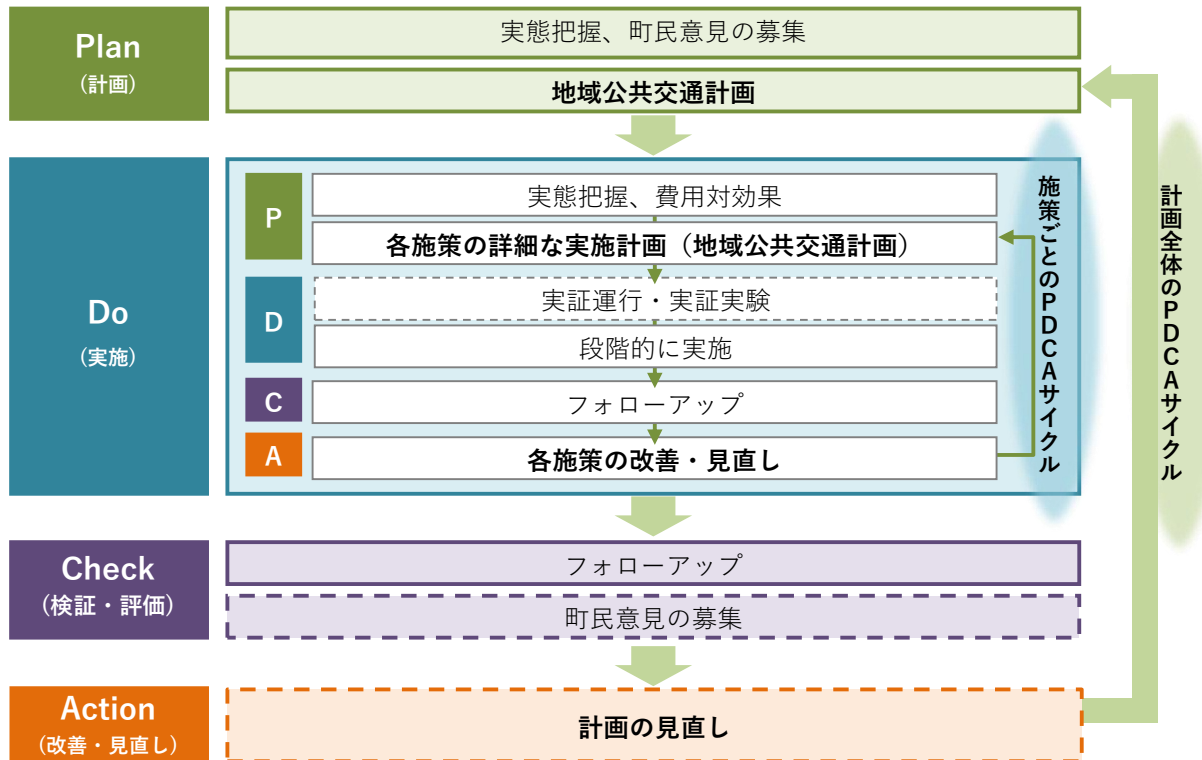 Plan
(計画)
実態把握、町民意見の募集
地域公共交通計画
Do
(実施)
P
実態把握、費用対効果
各施策の詳細な実施計画（地域公共交通計画）
D
実証運行・実証実験
段階的に実施
C
フォローアップ
A
各施策の改善・見直し
施策ごとのPDCAサイクル
計画全体のPDCAサイクル
Check
(検証・評価)
フォローアップ
町民意見の募集
Action
(改善・見直し)
計画の見直し